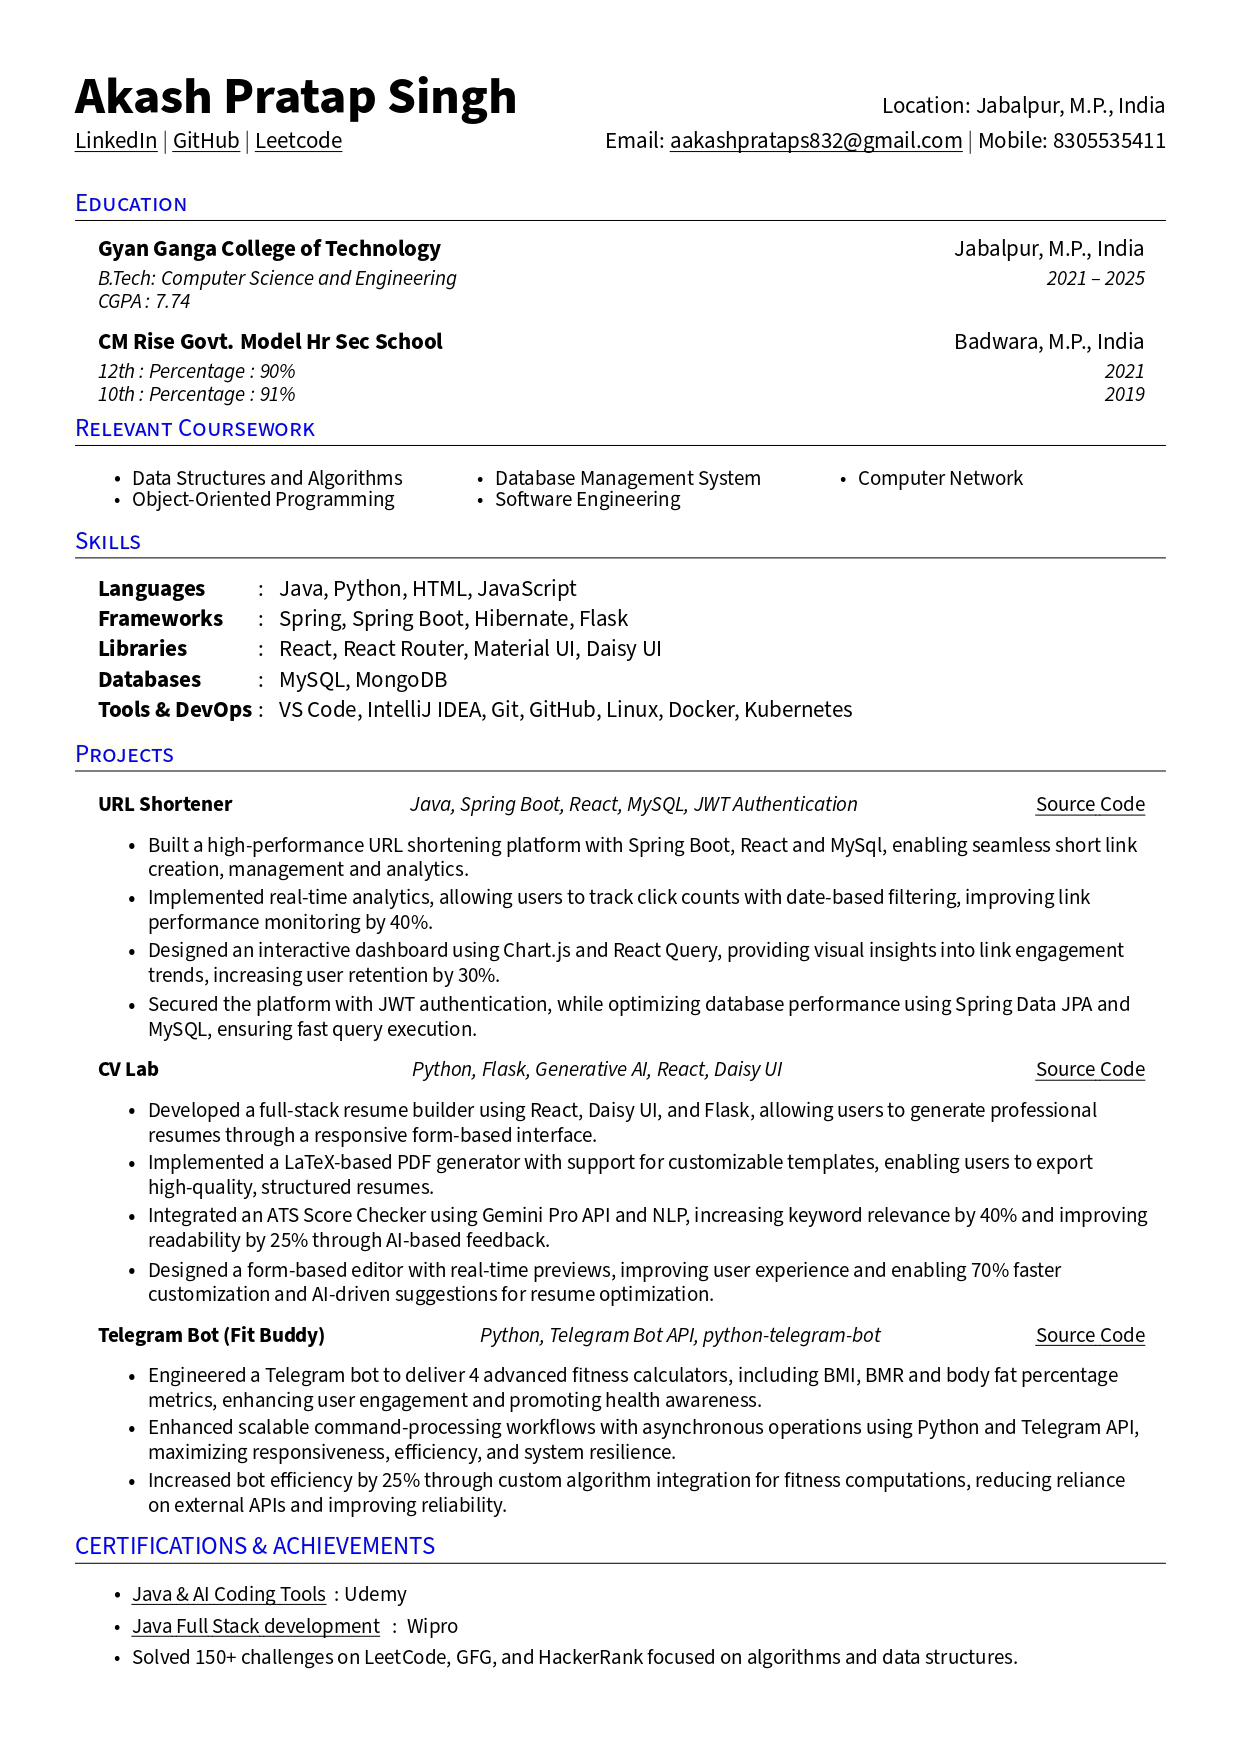 Akash Pratap Singh
Location: Jabalpur, M.P., India
LinkedIn | GitHub | Leetcode
Email: aakashprataps832@gmail.com | Mobile: 8305535411
Education
Gyan Ganga College of Technology Jabalpur, M.P., India
B.Tech: Computer Science and Engineering 2021 – 2025
CGPA : 7.74
CM Rise Govt. Model Hr Sec School Badwara, M.P., India
12th : Percentage : 90% 2021
10th : Percentage : 91% 2019
Relevant Coursework
• Data Structures and Algorithms • Database Management System • Computer Network
• Object-Oriented Programming • Software Engineering
Skills
Languages : Java, Python, HTML, JavaScript
Frameworks : Spring, Spring Boot, Hibernate, Flask
Libraries : React, React Router, Material UI, Daisy UI
Databases : MySQL, MongoDB
Tools & DevOps : VS Code, IntelliJ IDEA, Git, GitHub, Linux, Docker, Kubernetes
Projects
URL Shortener Java, Spring Boot, React, MySQL, JWT Authentication Source Code
• Built a high-performance URL shortening platform with Spring Boot, React and MySql, enabling seamless short link
creation, management and analytics.
• Implemented real-time analytics, allowing users to track click counts with date-based filtering, improving link
performance monitoring by 40%.
• Designed an interactive dashboard using Chart.js and React Query, providing visual insights into link engagement
trends, increasing user retention by 30%.
• Secured the platform with JWT authentication, while optimizing database performance using Spring Data JPA and
MySQL, ensuring fast query execution.
CV Lab Python, Flask, Generative AI, React, Daisy UI Source Code
• Developed a full-stack resume builder using React, Daisy UI, and Flask, allowing users to generate professional
resumes through a responsive form-based interface.
• Implemented a LaTeX-based PDF generator with support for customizable templates, enabling users to export
high-quality, structured resumes.
• Integrated an ATS Score Checker using Gemini Pro API and NLP, increasing keyword relevance by 40% and improving
readability by 25% through AI-based feedback.
• Designed a form-based editor with real-time previews, improving user experience and enabling 70% faster
customization and AI-driven suggestions for resume optimization.
Telegram Bot (Fit Buddy) Python, Telegram Bot API, python-telegram-bot Source Code
• Engineered a Telegram bot to deliver 4 advanced fitness calculators, including BMI, BMR and body fat percentage
metrics, enhancing user engagement and promoting health awareness.
• Enhanced scalable command-processing workflows with asynchronous operations using Python and Telegram API,
maximizing responsiveness, efficiency, and system resilience.
• Increased bot efficiency by 25% through custom algorithm integration for fitness computations, reducing reliance
on external APIs and improving reliability.
CERTIFICATIONS & ACHIEVEMENTS
• Java & AI Coding Tools : Udemy
• Java Full Stack development : Wipro
• Solved 150+ challenges on LeetCode, GFG, and HackerRank focused on algorithms and data structures.